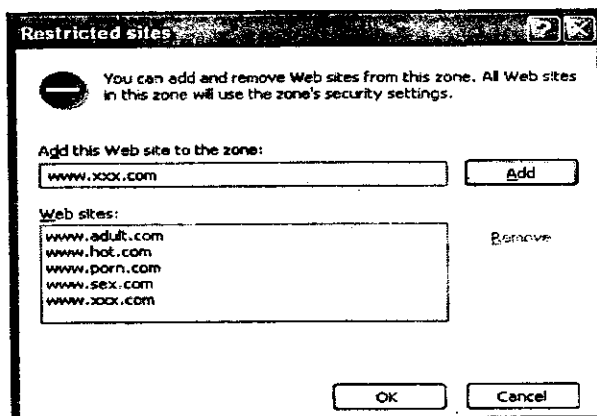 Restricted sites
You can add and remove Web sites from this zone. All Web sites
in this zone will use the zone's security settings.
Add this Web site to the zone:
www.xxx.com
Add
Web sites:
www.adult.com
www.hot.com
www.porn.com
www.sex.com
www.xxx.com
Remove
OK
Cancel